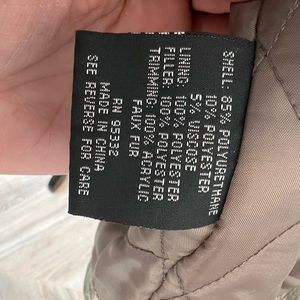 SHELL: 85% POLYURETHANE
10% POLYESTER
5% VISCOSE
LINING: 100% POLYESTER
FILLER: 100% POLYESTER
TRIMMING: 100% ACRYLIC
FAUX FUR
RN 95332
MADE IN CHINA
SEE REVERSE FOR CARE